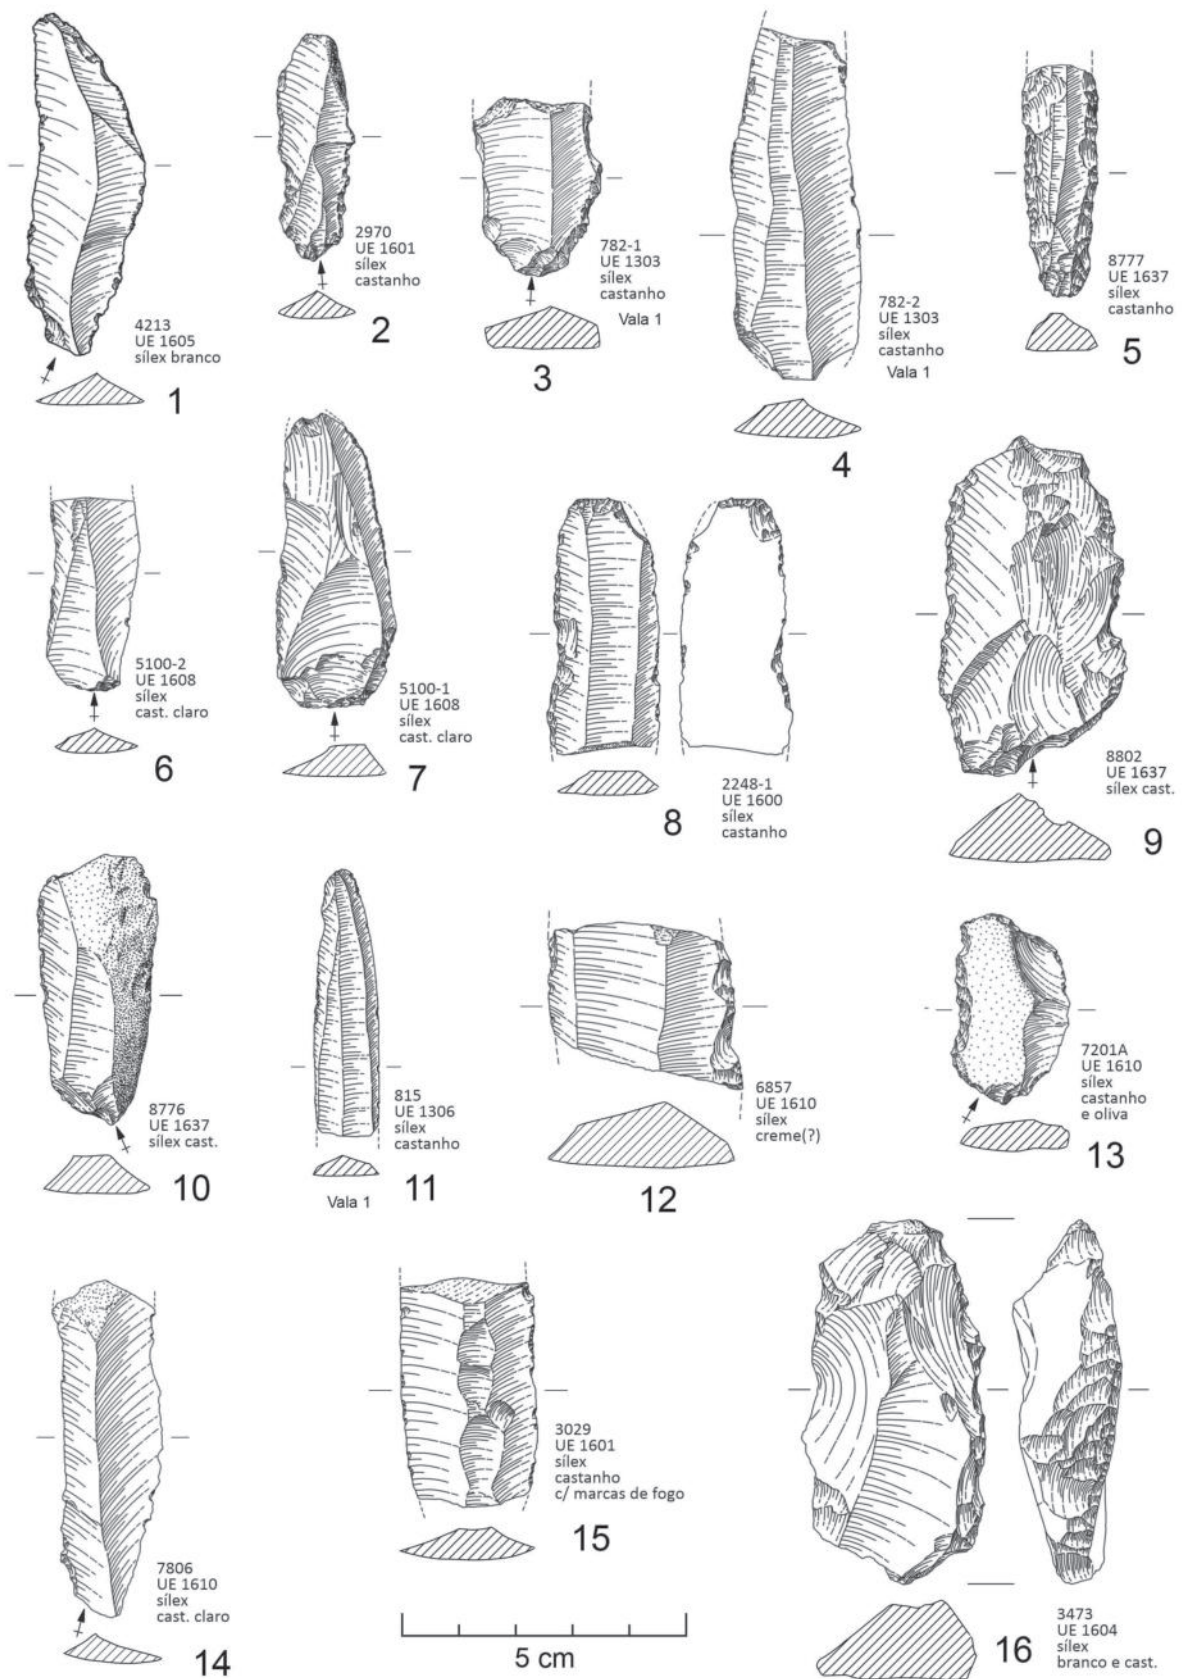 4213
UE 1605
sílex branco
1
2970
UE 1601
sílex
castanho
2
782-1
UE 1303
sílex
castanho
Vala 1
3
782-2
UE 1303
sílex
castanho
Vala 1
4
8777
UE 1637
sílex
castanho
5
5100-2
UE 1608
sílex
cast. claro
6
5100-1
UE 1608
sílex
cast. claro
7
2248-1
UE 1600
sílex
castanho
8
8802
UE 1637
sílex cast.
9
8776
UE 1637
sílex cast.
10
815
UE 1306
sílex
castanho
Vala 1
11
6857
UE 1610
sílex
creme(?)
12
7201A
UE 1610
sílex
castanho
e oliva
13
7806
UE 1610
sílex
cast. claro
14
3029
UE 1601
sílex
castanho
c/ marcas de fogo
15
5 cm
16
3473
UE 1604
sílex
branco e cast.